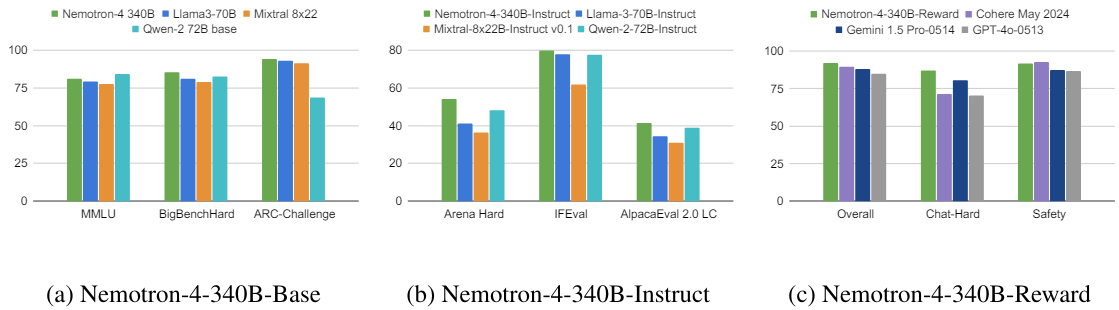 Nemotron-4 340B Llama3-70B Mixtral 8x22
Qwen-2 72B base
100
75
50
25
0
MMLU BigBenchHard ARC-Challenge
(a) Nemotron-4-340B-Base
Nemotron-4-340B-Instruct Llama-3-70B-Instruct
Mixtral-8x22B-Instruct v0.1 Qwen-2-72B-Instruct
80
60
40
20
0
Arena Hard IFEval AlpacaEval 2.0 LC
(b) Nemotron-4-340B-Instruct
Nemotron-4-340B-Reward Cohere May 2024
Gemini 1.5 Pro-0514 GPT-4o-0513
100
75
50
25
0
Overall Chat-Hard Safety
(c) Nemotron-4-340B-Reward